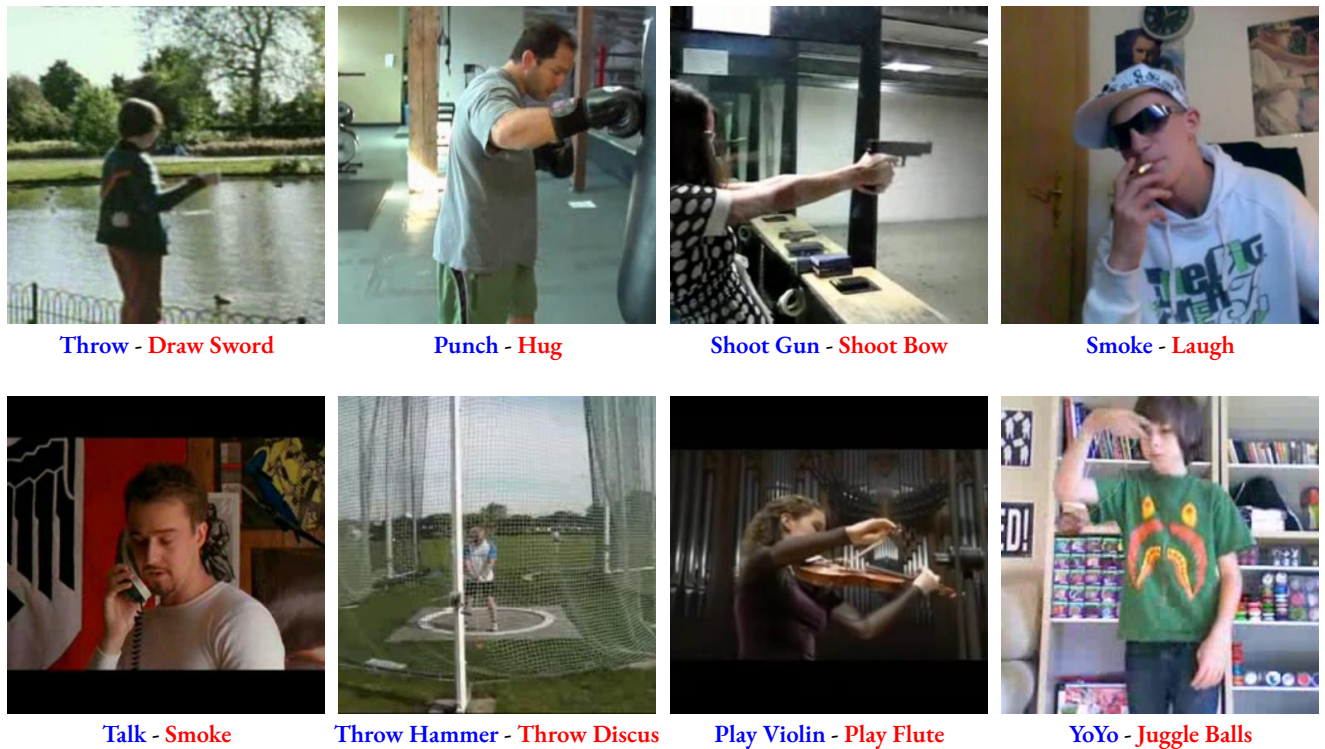 Throw - Draw Sword
Punch - Hug
Shoot Gun - Shoot Bow
Smoke - Laugh
Talk - Smoke
Throw Hammer - Throw Discus
Play Violin - Play Flute
YoYo - Juggle Balls